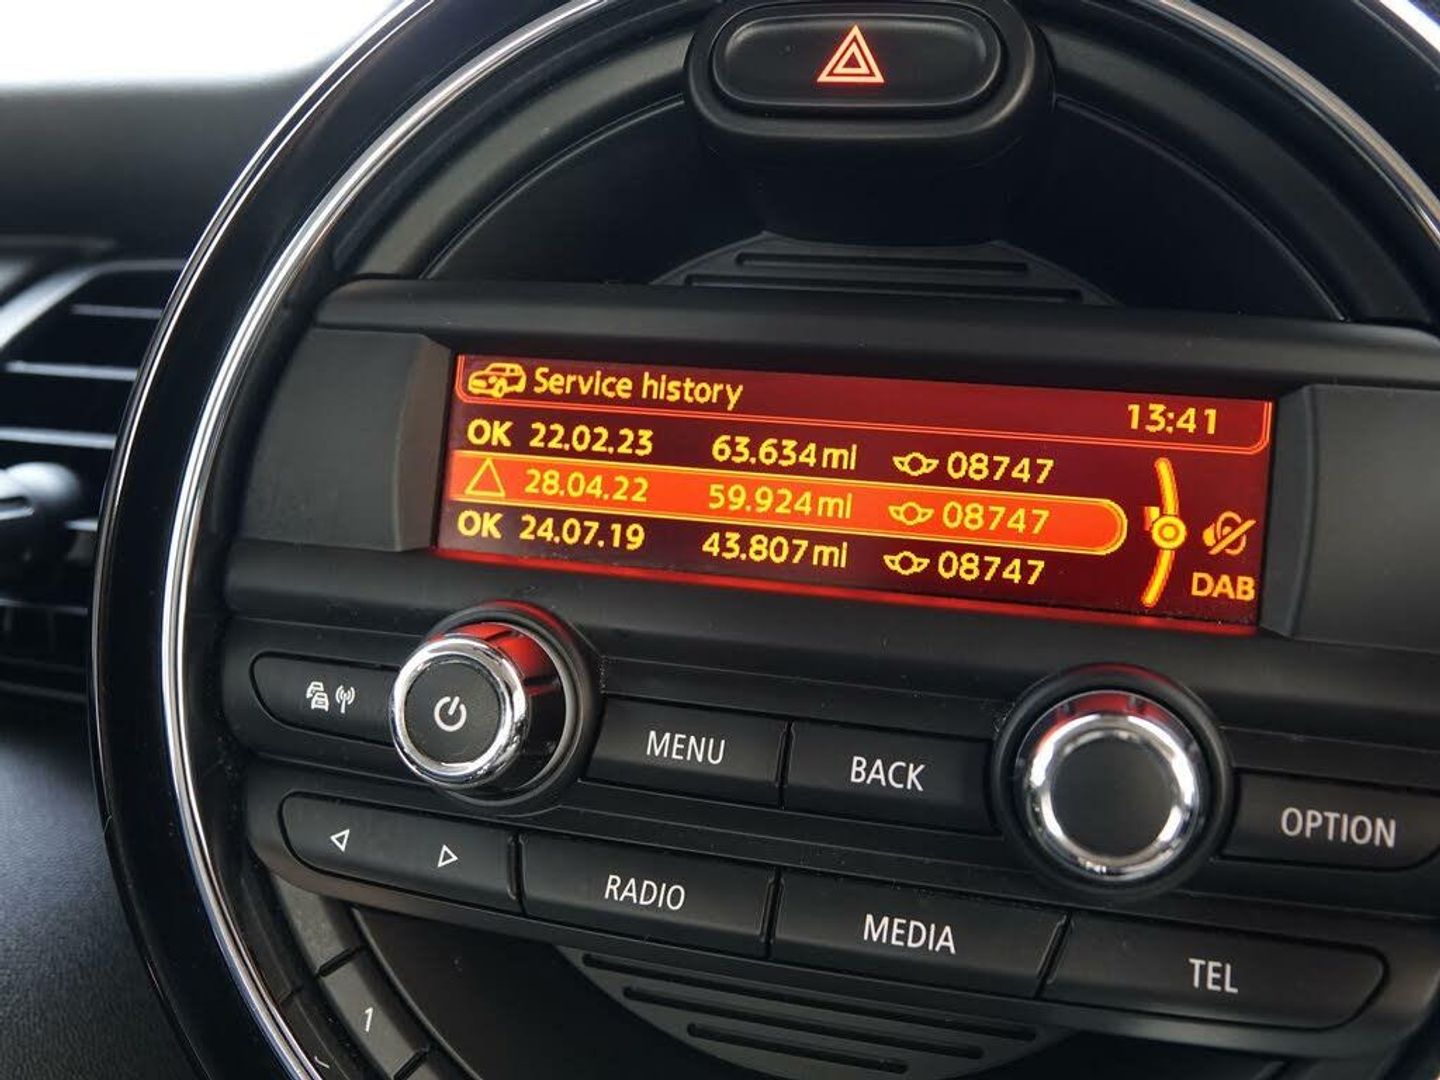 Service history 13:41
OK 22.02.23 63.634 ml 08747
28.04.22 59.924 ml 08747
OK 24.07.19 43.807 ml 08747
DAB
MENU
BACK
OPTION
RADIO
MEDIA
TEL
1